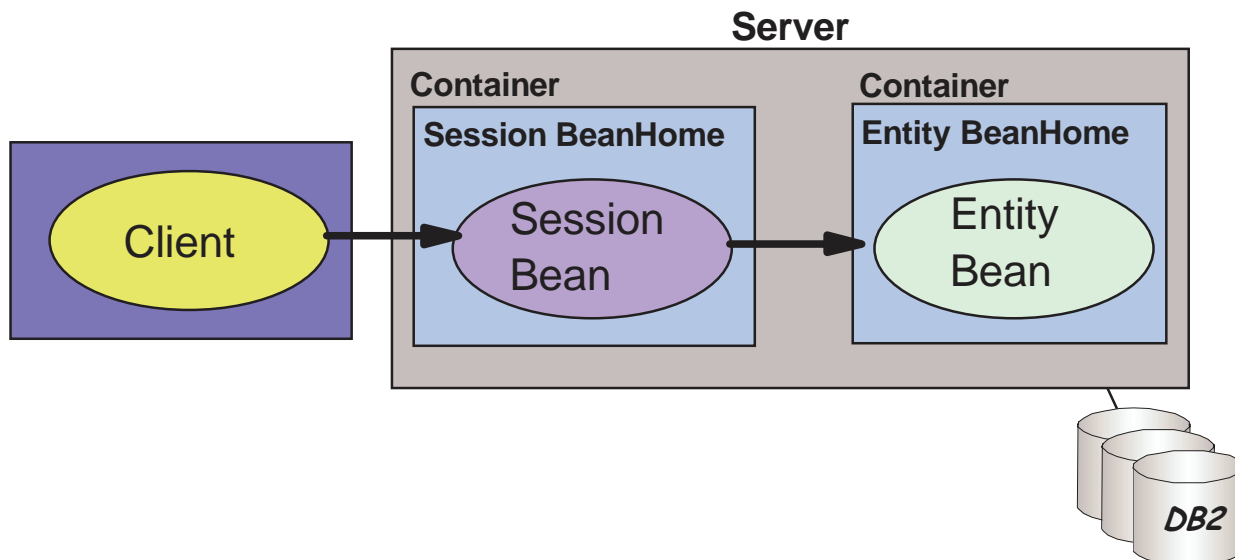 Server
Container
Container
Session BeanHome
Entity BeanHome
Client
Session
Bean
Entity
Bean
DB2